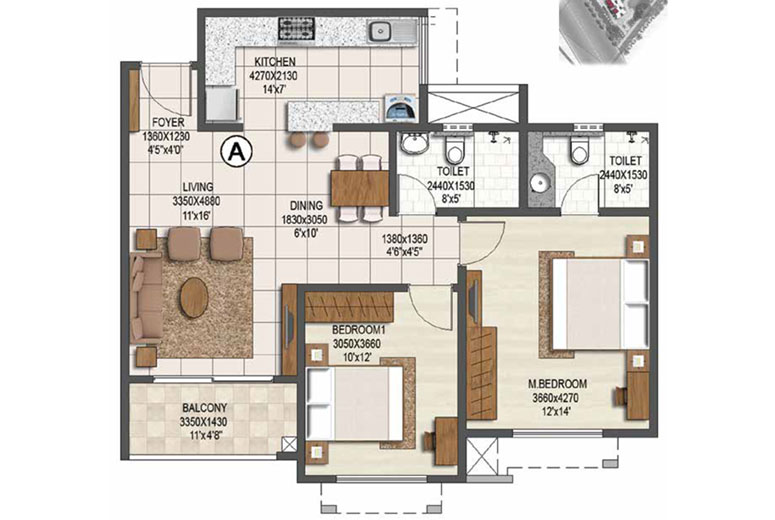 KITCHEN
4270X2130
14'x7'
FOYER
1360X1230
4'5"x4'0"
A
LIVING
3350X4880
11'x16'
DINING
1830x3050
6'x10'
TOILET
2440X1530
8'x5'
TOILET
2440X1530
8'x5'
1380x1360
4'6"x4'5"
BEDROOM1
3050X3660
10'x12'
M.BEDROOM
3660x4270
12'x14'
BALCONY
3350X1430
11'x4'8"